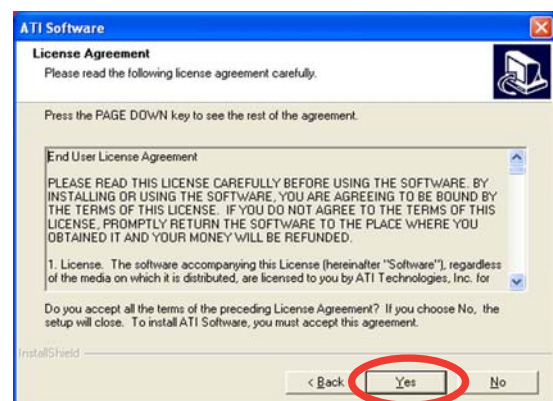 ATI Software
License Agreement
Please read the following license agreement carefully.
Press the PAGE DOWN key to see the rest of the agreement.
End User License Agreement
PLEASE READ THIS LICENSE CAREFULLY BEFORE USING THE SOFTWARE. BY
INSTALLING OR USING THE SOFTWARE, YOU ARE AGREEING TO BE BOUND BY
THE TERMS OF THIS LICENSE. IF YOU DO NOT AGREE TO THE TERMS OF THIS
LICENSE, PROMPTLY RETURN THE SOFTWARE TO THE PLACE WHERE YOU
OBTAINED IT AND YOUR MONEY WILL BE REFUNDED.
1. License. The software accompanying this License (hereinafter "Software"), regardless
of the media on which it is distributed, are licensed to you by ATI Technologies, Inc. for
Do you accept all the terms of the preceding License Agreement? If you choose No, the
setup will close. To install ATI Software, you must accept this agreement.
InstallShield
< Back
Yes
No